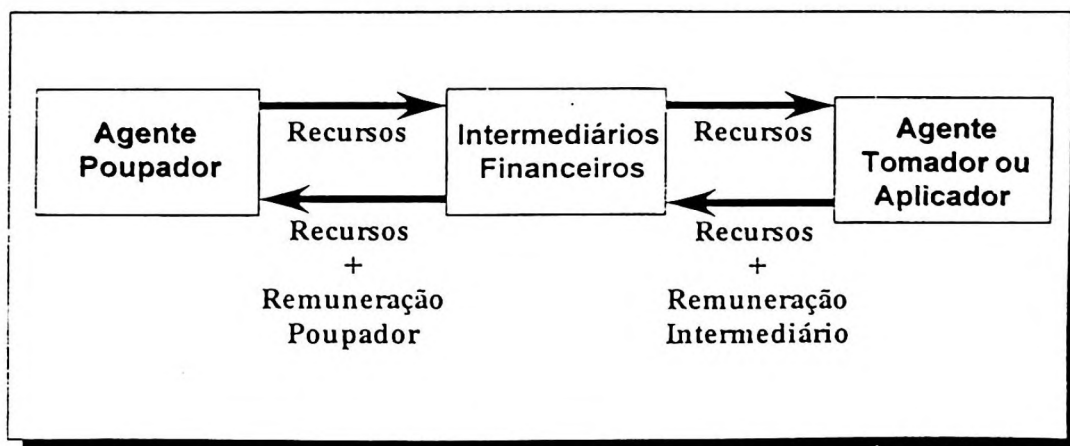 Agente
Poupador
Recursos
Intermediários
Financeiros
Recursos
Agente
Tomador ou
Aplicador
Recursos
+
Remuneração
Poupador
Recursos
+
Remuneração
Intermediário